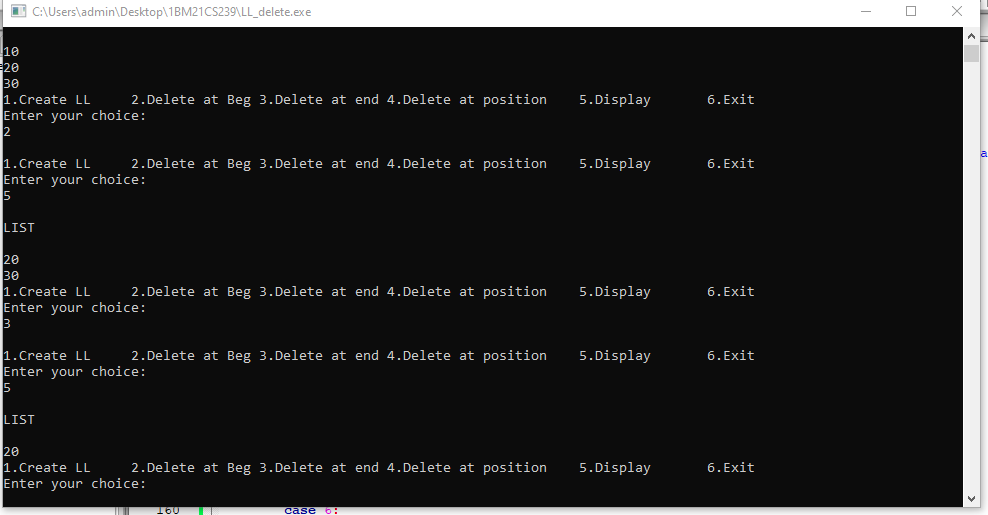 C:\Users\admin\Desktop\1BM21CS239\LL_delete.exe
10
20
30
1.Create LL     2.Delete at Beg 3.Delete at end 4.Delete at position    5.Display       6.Exit
Enter your choice:
2
1.Create LL     2.Delete at Beg 3.Delete at end 4.Delete at position    5.Display       6.Exit
Enter your choice:
5
LIST
20
30
1.Create LL     2.Delete at Beg 3.Delete at end 4.Delete at position    5.Display       6.Exit
Enter your choice:
3
1.Create LL     2.Delete at Beg 3.Delete at end 4.Delete at position    5.Display       6.Exit
Enter your choice:
5
LIST
20
1.Create LL     2.Delete at Beg 3.Delete at end 4.Delete at position    5.Display       6.Exit
Enter your choice:
160 case 6: